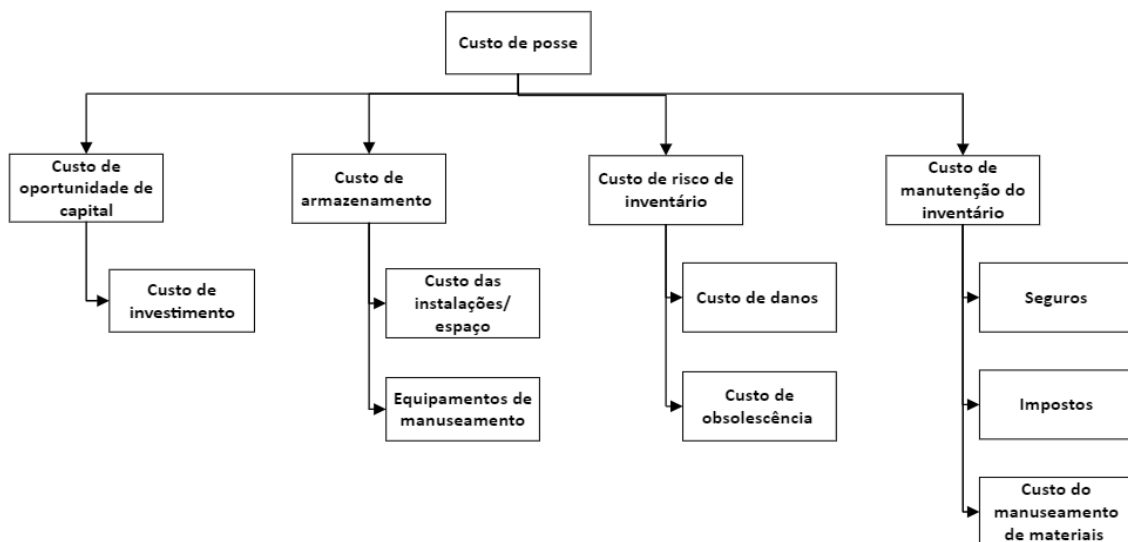 Custo de posse
Custo de
oportunidade de
capital
Custo de
armazenamento
Custo de risco de
inventário
Custo de
manutenção do
inventário
Custo de
investimento
Custo das
instalações/
espaço
Custo de danos
Seguros
Equipamentos de
manuseamento
Custo de
obsolescência
Impostos
Custo do
manuseamento
de materiais